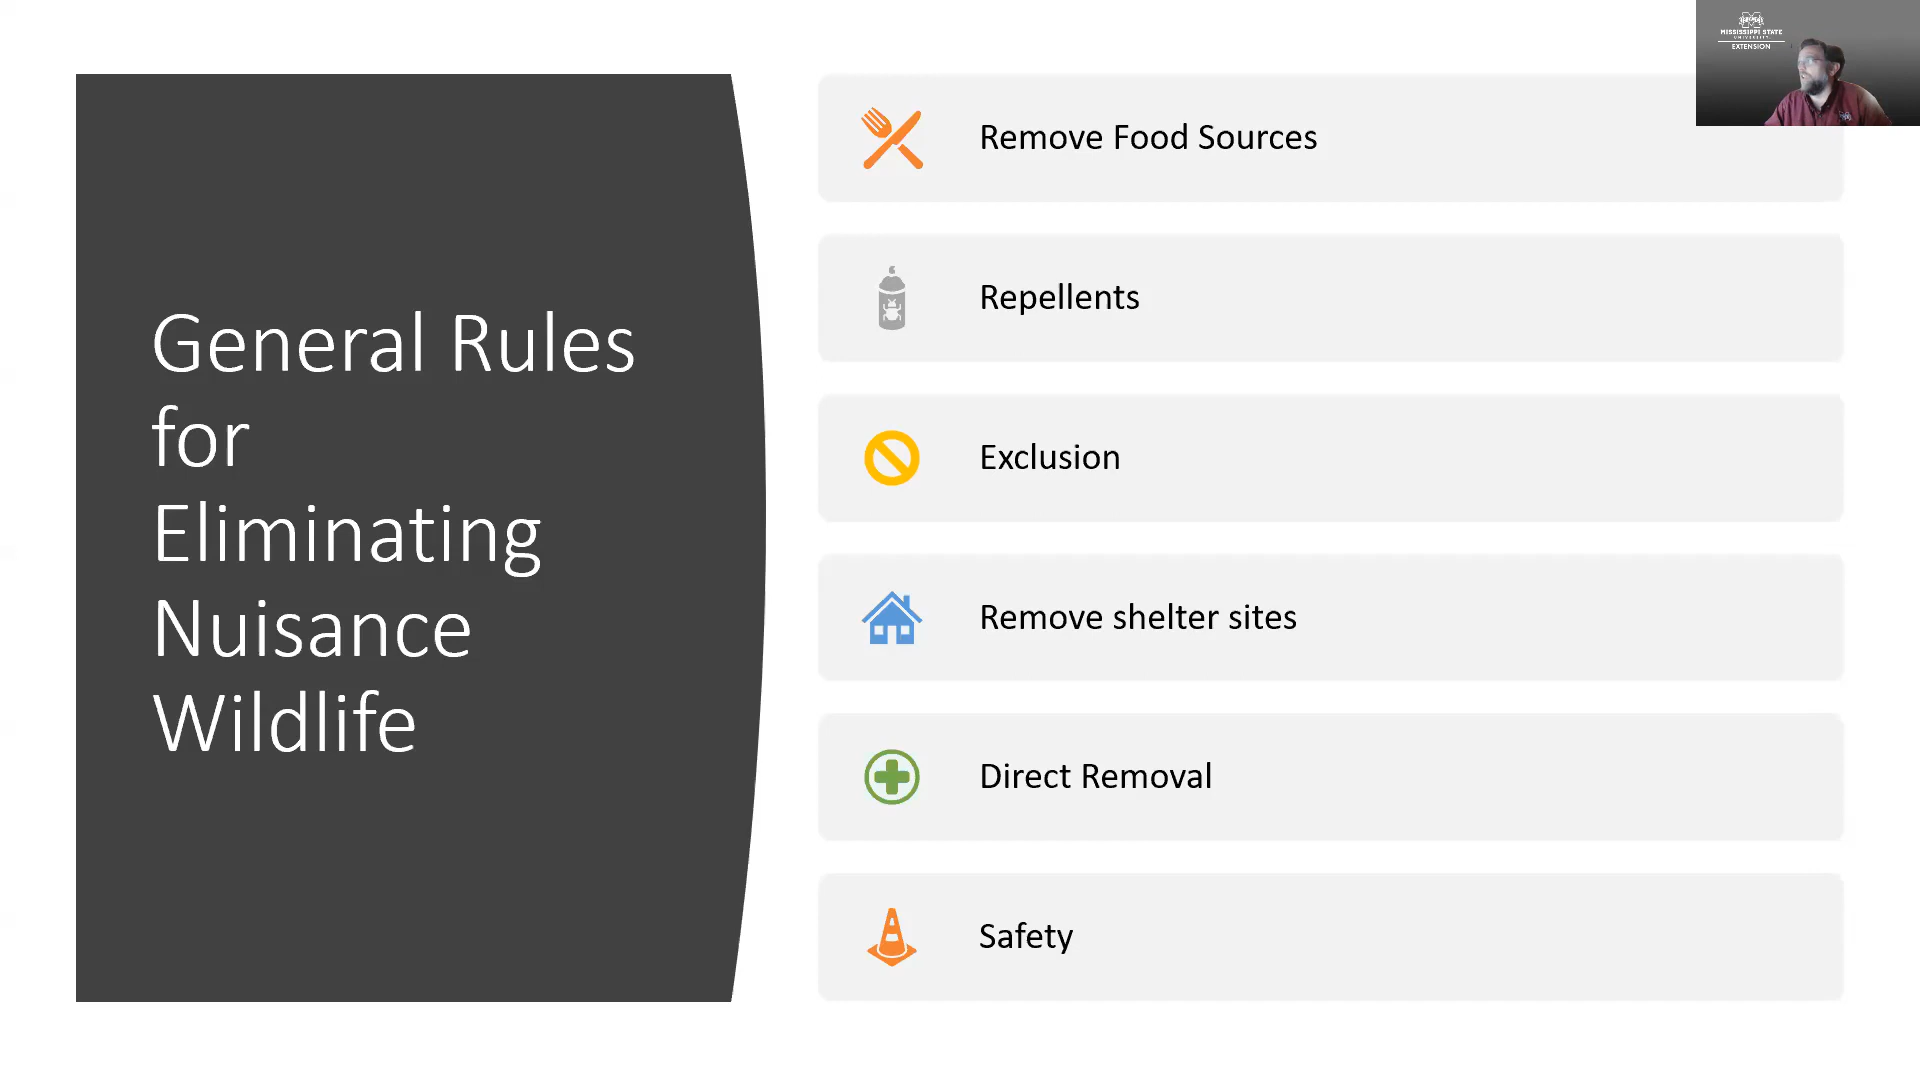 General Rules
for
Eliminating
Nuisance
Wildlife
Remove Food Sources
Repellents
Exclusion
Remove shelter sites
Direct Removal
Safety
MISSISSIPPI STATE
UNIVERSITY
EXTENSION